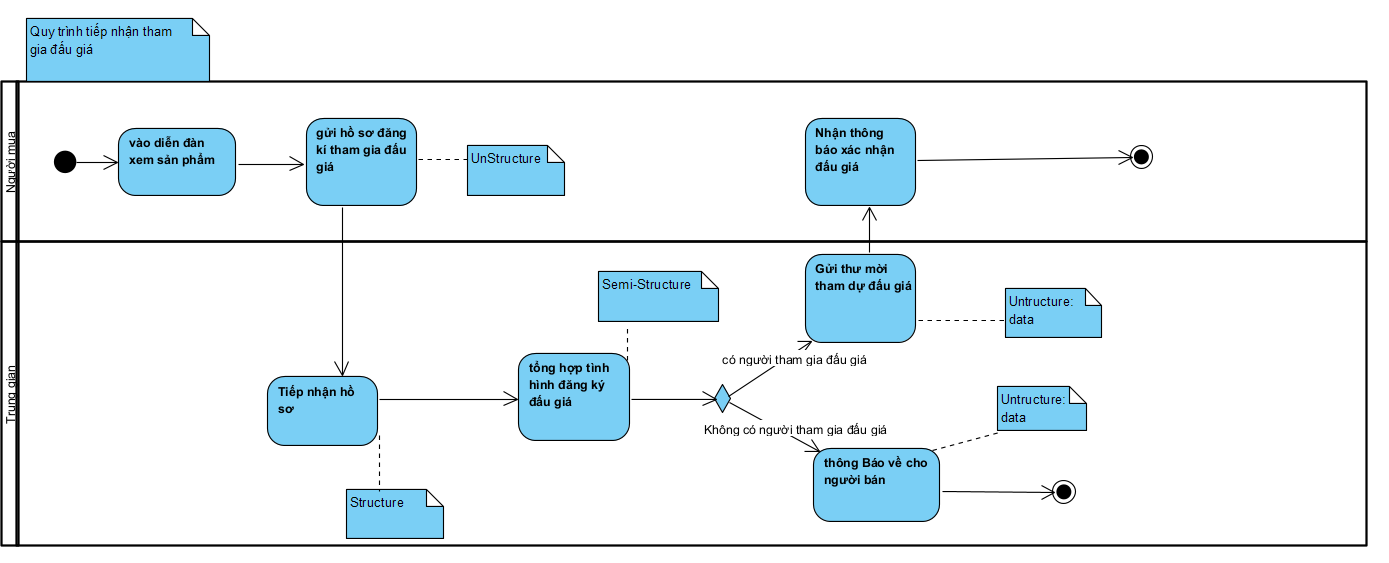 Quy trình tiếp nhận tham
gia đấu giá
Người mua
vào diễn đàn
xem sản phẩm
gửi hồ sơ đăng
kí tham gia đấu
giá
UnStructure
Nhận thông
báo xác nhận
đấu giá
Trung gian
Tiếp nhận hồ
sơ
Structure
Semi-Structure
tổng hợp tình
hình đăng ký
đấu giá
có người tham gia đấu giá
Không có người tham gia đấu giá
Gửi thư mời
tham dự đấu giá
Untructure:
data
thông Báo về cho
người bán
Untructure:
data